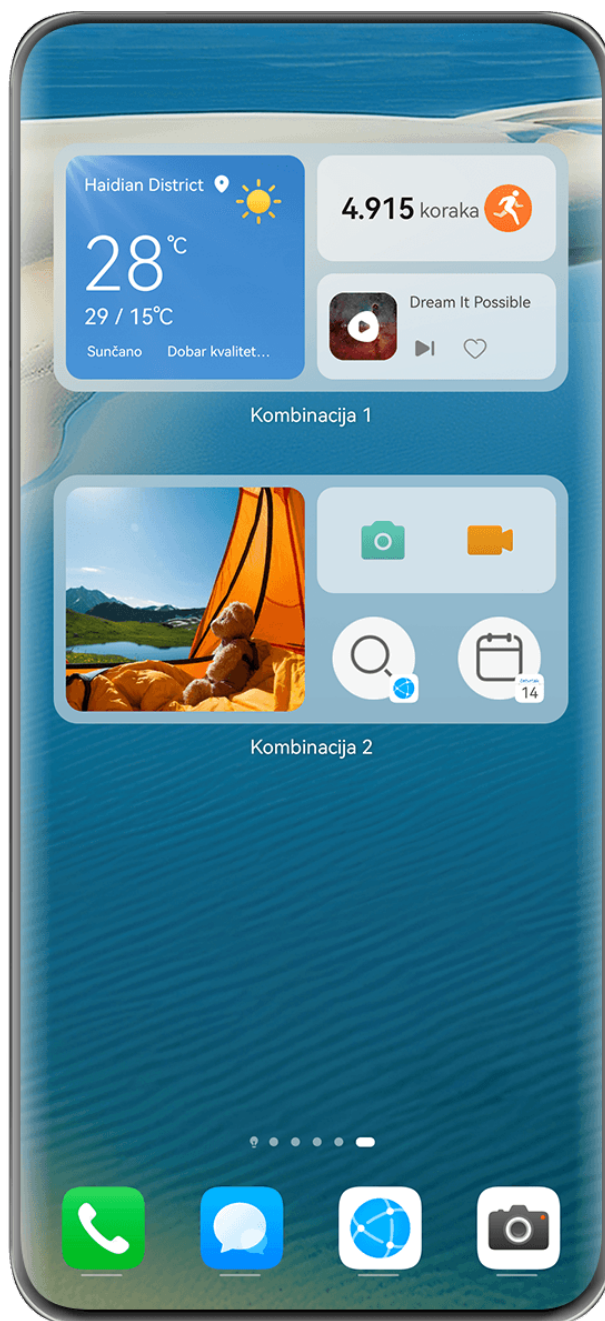 Haidian District
28°C
29 / 15°C
Sunčano Dobar kvalitet...
4.915 koraka
Dream It Possible
Kombinacija 1
14
Kombinacija 2